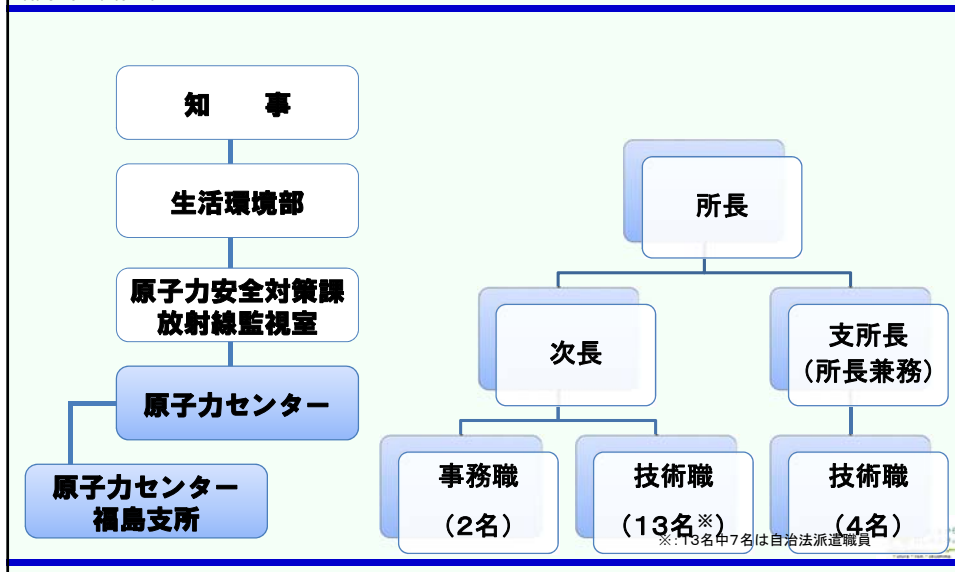 知　　事
生活環境部
原子力安全対策課
放射線監視室
原子力センター
原子力センター
福島支所
所長
次長
支所長
（所長兼務）
事務職
（２名）
技術職
（13名※）
技術職
（４名）
※：13名中７名は自治法派遣職員